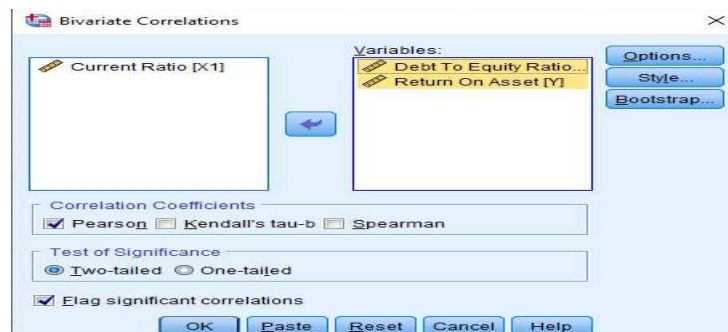 Bivariate Correlations
Variables:
Current Ratio [X1]
Debt To Equity Ratio...
Return On Asset [Y]
Options...
Style...
Bootstrap...
Correlation Coefficients
Pearson Kendall's tau-b Spearman
Test of Significance
Two-tailed One-tailed
Flag significant correlations
OK Paste Reset Cancel Help